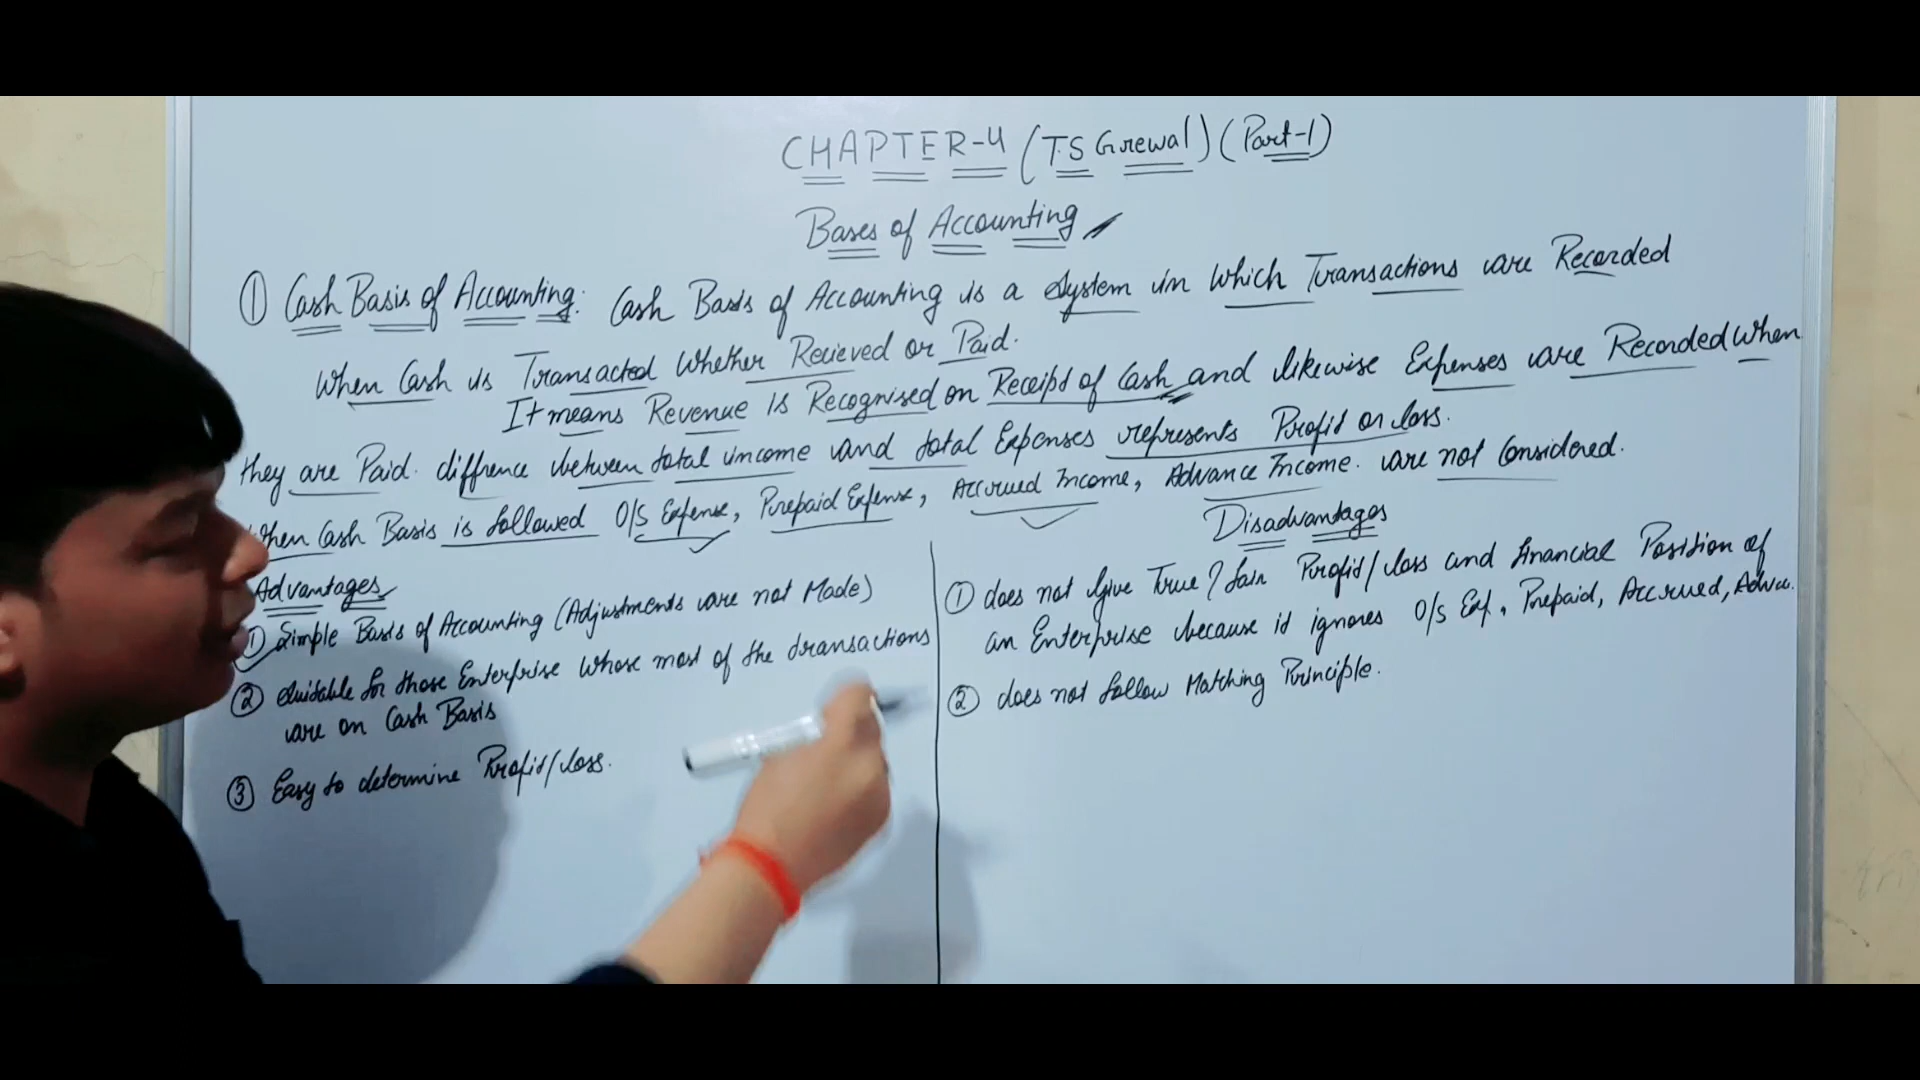 CHAPTER-4 (TS Grewal) (Part-1)
Bases of Accounting
① Cash Basis of Accounting: Cash Basis of Accounting is a system in which Transactions are Recorded
When Cash is Transacted Whether Recieved or Paid.
It means Revenue is Recognised on Receipt of Cash and likewise Expenses are Recorded When
they are Paid. diffrence between total income and total Expenses represents Profit or loss.
When Cash Basis is followed O/S Expense, Prepaid Expense, Accrued Income, Advance Income. are not Considered.
Advantages
① Simple Basis of Accounting (Adjustments are not Made)
② Suitable for those Enterprise whose most of the transactions
are on Cash Basis
③ Easy to determine Profit/loss.
Disadvantages
① does not give True/fair Profit/loss and financial Position of
an Enterprise because it ignores O/S Exp, Prepaid, Accrued,
② does not follow Matching Principle.